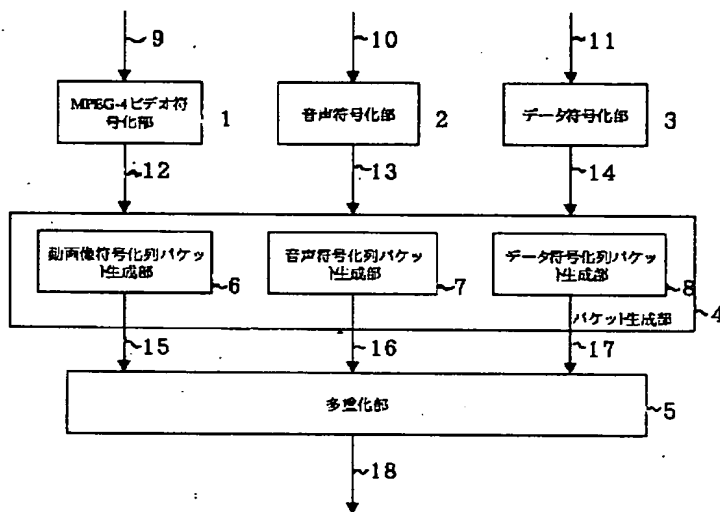 9
10
11
MPEG-4ビデオ符
号化部
1
音声符号化部
2
データ符号化部
3
12
13
14
動画像符号化列パケッ
ト生成部
6
音声符号化列パケッ
ト生成部
7
データ符号化列パケッ
ト生成部
8
パケット生成部
4
15
16
17
多重化部
5
18